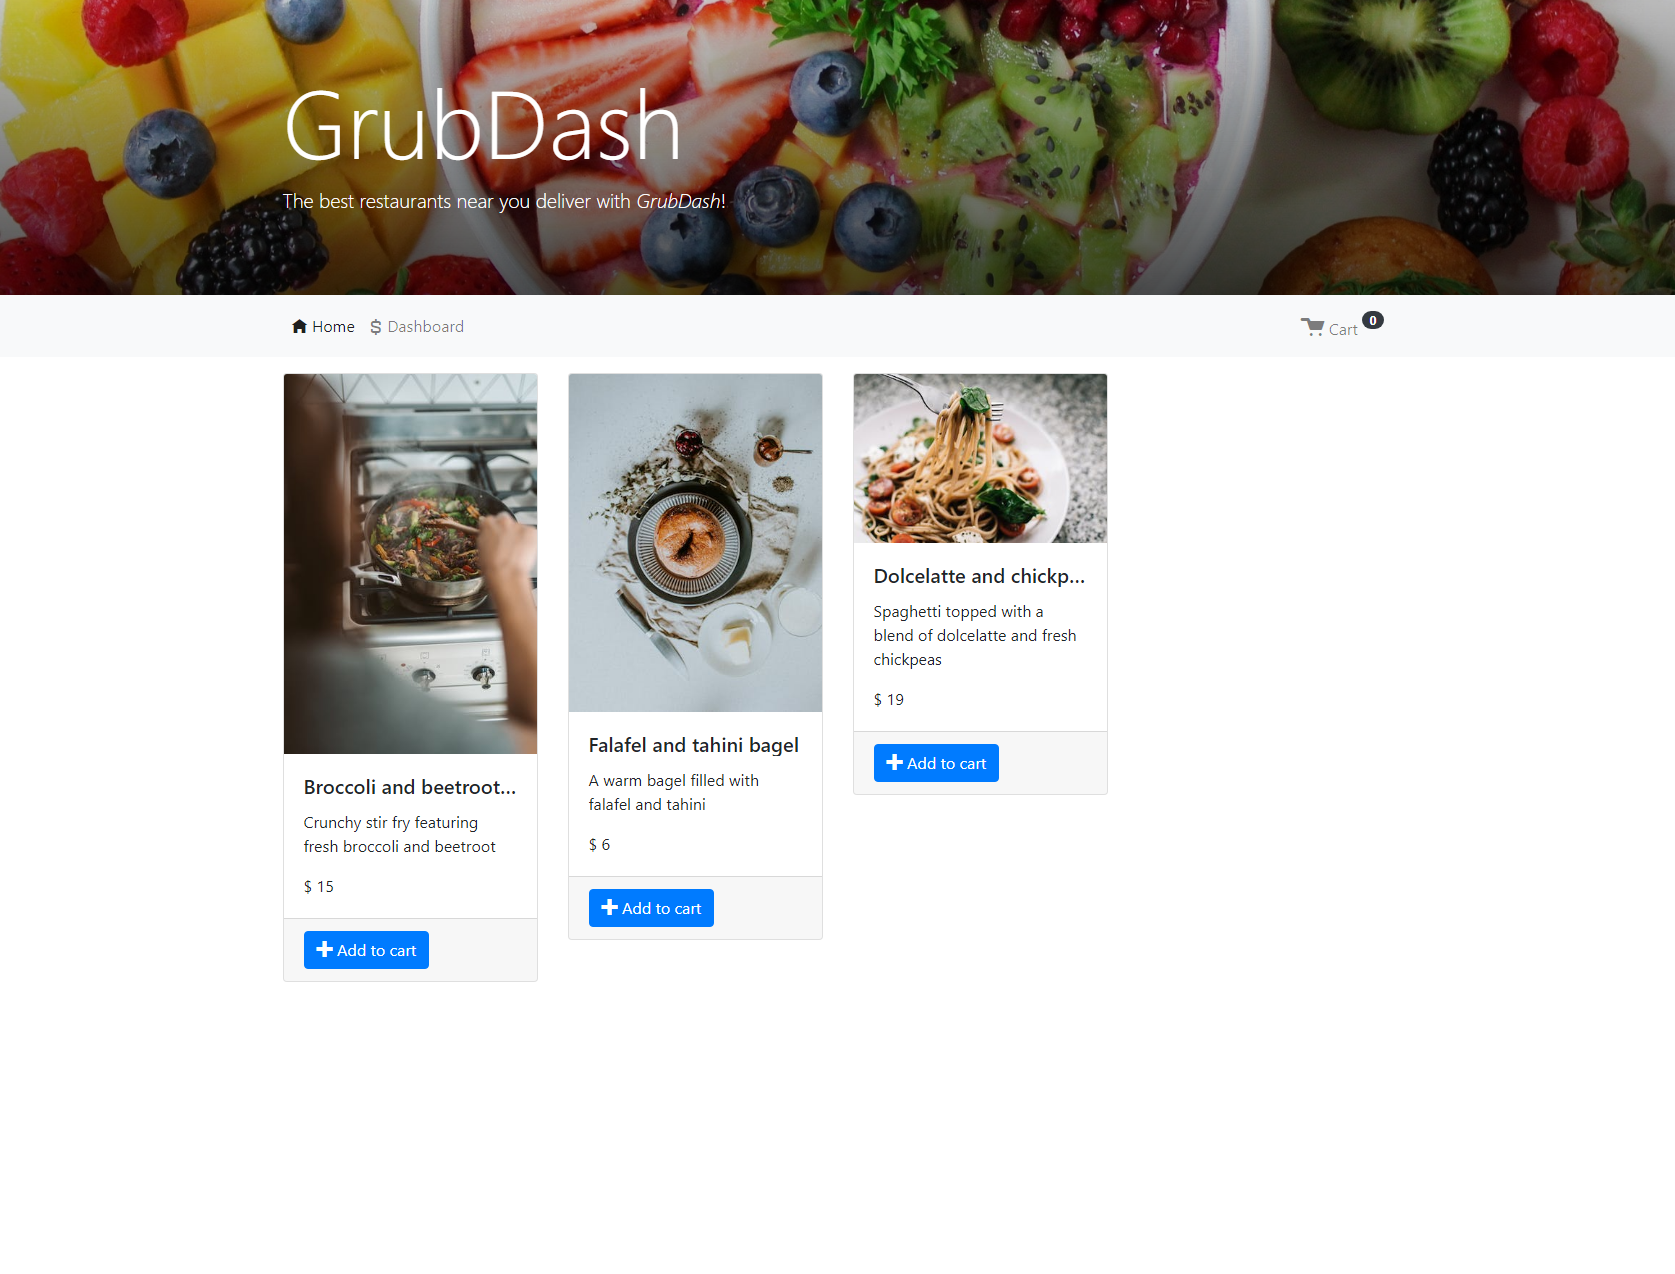 GrubDash
The best restaurants near you deliver with GrubDash!
Home
$ Dashboard
Cart 0
Broccoli and beetroot...
Crunchy stir fry featuring
fresh broccoli and beetroot
$ 15
Add to cart
Falafel and tahini bagel
A warm bagel filled with
falafel and tahini
$ 6
Add to cart
Dolcelatte and chickp...
Spaghetti topped with a
blend of dolcelatte and fresh
chickpeas
$ 19
Add to cart